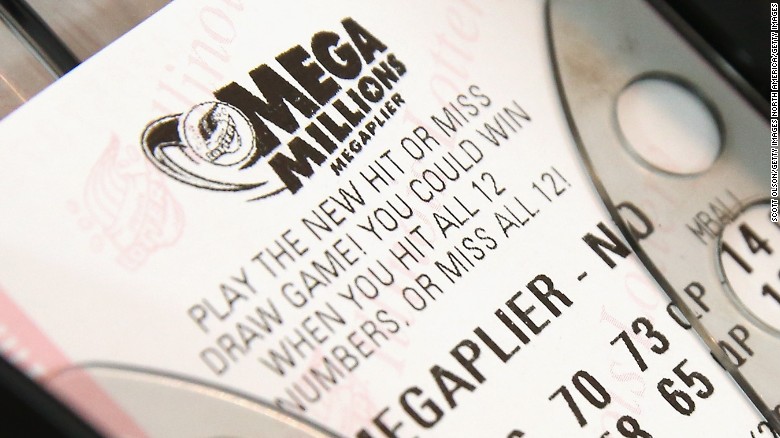 MEGA
MILLIONS
MEGAPLIER
PLAY THE NEW HIT OR MISS
DRAW GAME! YOU COULD WIN
WHEN YOU HIT ALL 12
NUMBERS, OR MISS ALL 12!
MEGAPLIER - NO
MBALL
70 73 QP 14
65 QP
SCOTT OLSON/GETTY IMAGES NORTH AMERICA/GETTY IMAGES